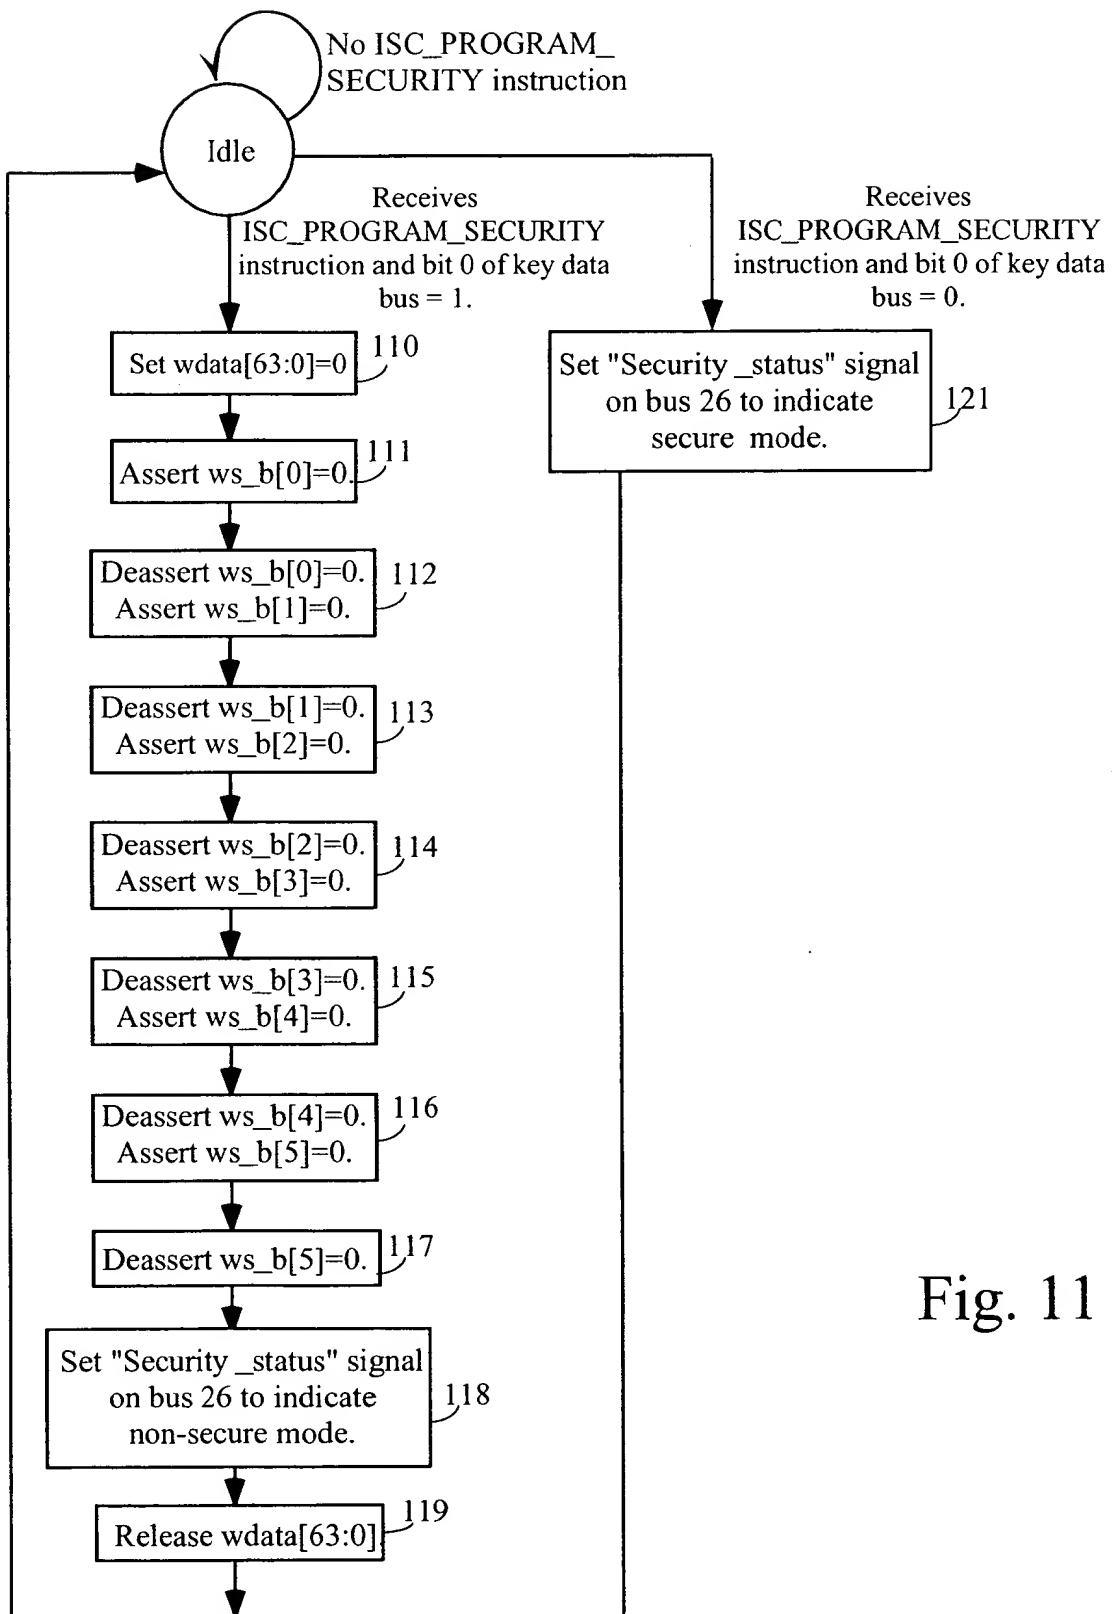 No ISC_PROGRAM_
SECURITY instruction
Idle
Receives
ISC_PROGRAM_SECURITY
instruction and bit 0 of key data
bus = 1.
Receives
ISC_PROGRAM_SECURITY
instruction and bit 0 of key data
bus = 0.
Set wdata[63:0]=0
110
Set "Security _status" signal
on bus 26 to indicate
secure mode.
121
Assert ws_b[0]=0.
111
Deassert ws_b[0]=0.
Assert ws_b[1]=0.
112
Deassert ws_b[1]=0.
Assert ws_b[2]=0.
113
Deassert ws_b[2]=0.
Assert ws_b[3]=0.
114
Deassert ws_b[3]=0.
Assert ws_b[4]=0.
115
Deassert ws_b[4]=0.
Assert ws_b[5]=0.
116
Deassert ws_b[5]=0.
117
Set "Security _status" signal
on bus 26 to indicate
non-secure mode.
118
Release wdata[63:0]
119
Fig. 11